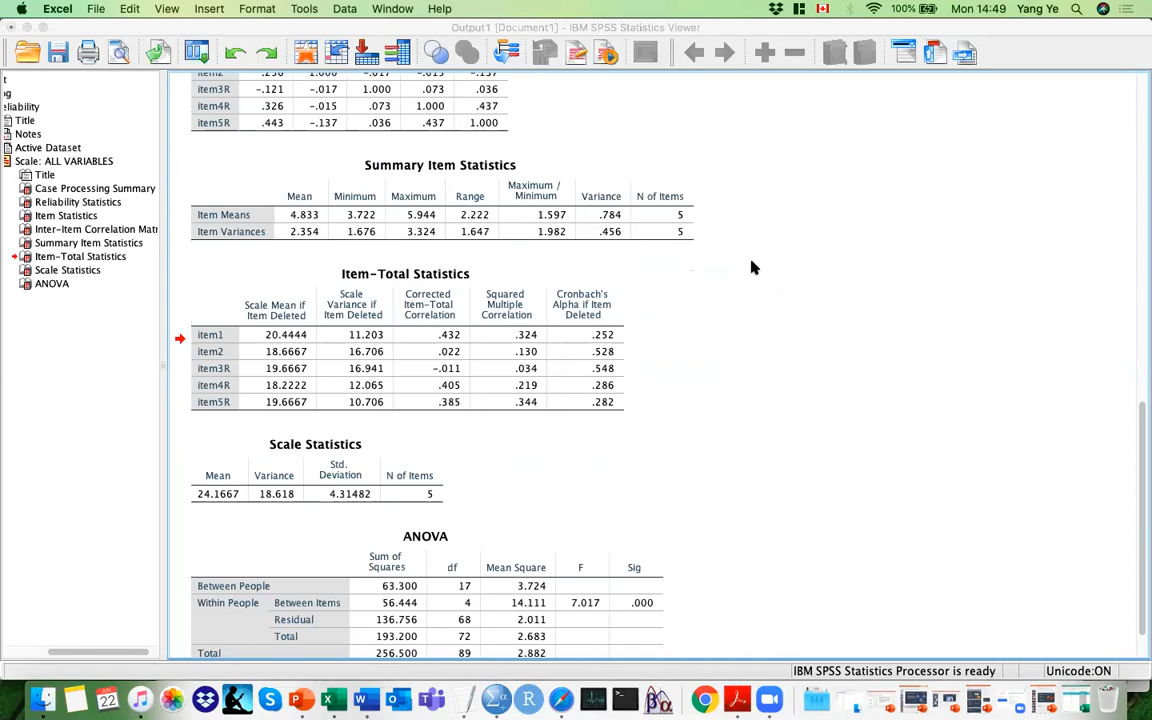 Excel File Edit View Insert Format Tools Data Window Help 100% Mon 14:49 Yang Ye
Output1 [Document1] - IBM SPSS Statistics Viewer
t
og
eliability
Title
Notes
Active Dataset
Scale: ALL VARIABLES
Title
Case Processing Summary
Reliability Statistics
Item Statistics
Inter-Item Correlation Matr
Summary Item Statistics
Item-Total Statistics
Scale Statistics
ANOVA
item2 .236 1.000 -.017 -.015 -.137
item3R -.121 -.017 1.000 .073 .036
item4R .326 -.015 .073 1.000 .437
item5R .443 -.137 .036 .437 1.000
Summary Item Statistics
Mean Minimum Maximum Range Maximum / Minimum Variance N of Items
Item Means 4.833 3.722 5.944 2.222 1.597 .784 5
Item Variances 2.354 1.676 3.324 1.647 1.982 .456 5
Item-Total Statistics
Scale Mean if Item Deleted Scale Variance if Item Deleted Corrected Item-Total Correlation Squared Multiple Correlation Cronbach's Alpha if Item Deleted
item1 20.4444 11.203 .432 .324 .252
item2 18.6667 16.706 .022 .130 .528
item3R 19.6667 16.941 -.011 .034 .548
item4R 18.2222 12.065 .405 .219 .286
item5R 19.6667 10.706 .385 .344 .282
Scale Statistics
Mean Variance Std. Deviation N of Items
24.1667 18.618 4.31482 5
ANOVA
Sum of Squares df Mean Square F Sig
Between People 63.300 17 3.724
Within People Between Items 56.444 4 14.111 7.017 .000
Residual 136.756 68 2.011
Total 193.200 72 2.683
Total 256.500 89 2.882
IBM SPSS Statistics Processor is ready Unicode:ON
JUN 22